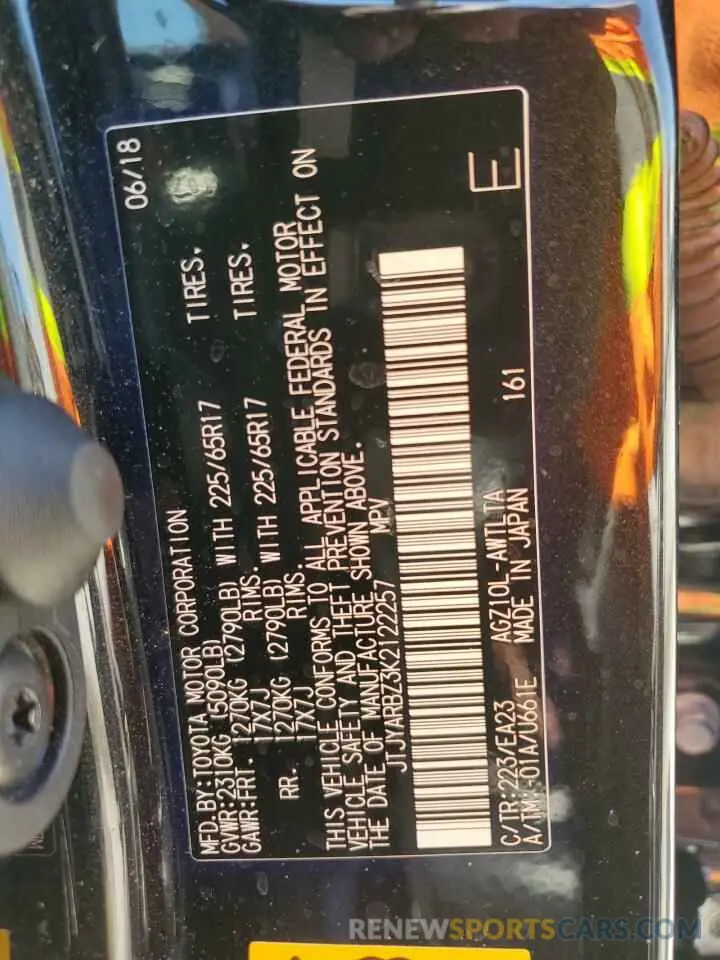 MFD.BY:TOYOTA MOTOR CORPORATION 06/18
GVWR:2310KG (5090LB)
GAWR:FRT. 1270KG (2790LB) WITH 225/65R17 TIRES.
17X7J RIMS.
RR. 1270KG (2790LB) WITH 225/65R17 TIRES.
17X7J RIMS.
THIS VEHICLE CONFORMS TO ALL APPLICABLE FEDERAL MOTOR
VEHICLE SAFETY AND THEFT PREVENTION STANDARDS IN EFFECT ON
THE DATE OF MANUFACTURE SHOWN ABOVE.
JTJYARBZ3K2122257 MPV
C/TR:223/EA23 AGZ10L-AWTLTA 161 E
A/TM:-01A/U661E MADE IN JAPAN
RENEWSPORTSCARS.COM